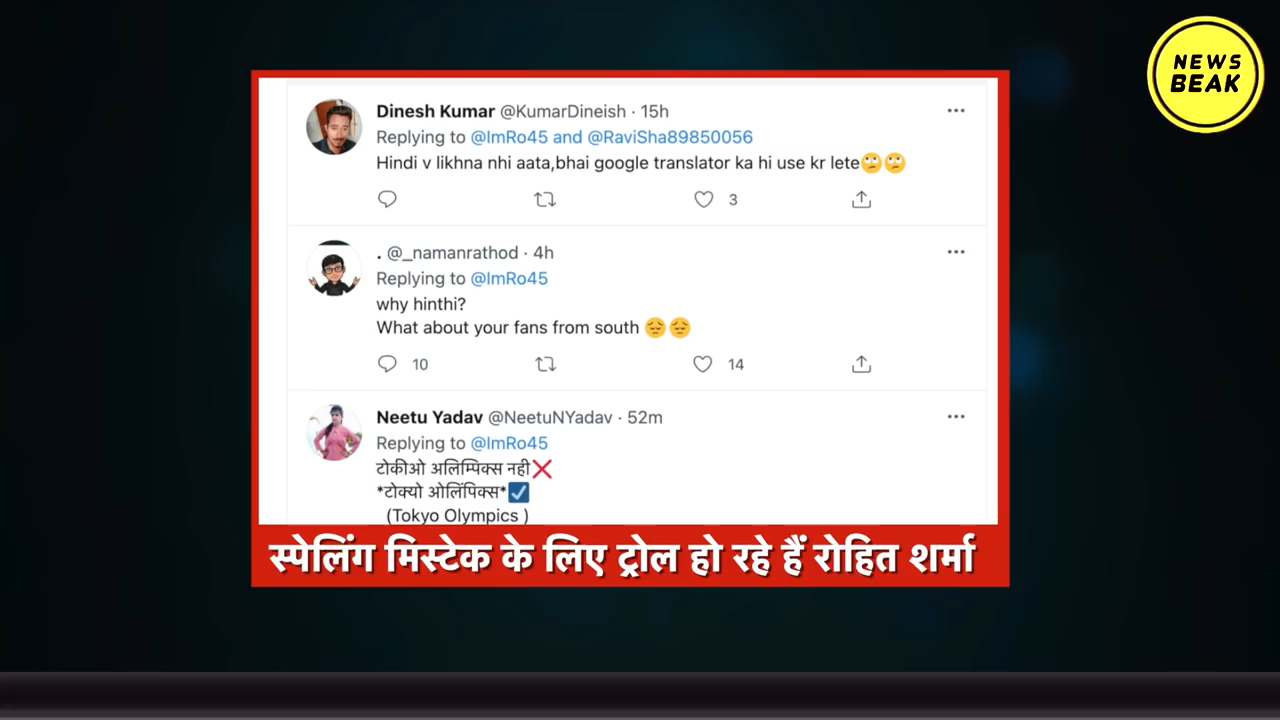 NEWS
BEAK
Dinesh Kumar @KumarDineish · 15h
Replying to @ImRo45 and @RaviSha89850056
Hindi v likhna nhi aata,bhai google translator ka hi use kr lete🙄🙄
3
. @_namanrathod · 4h
Replying to @ImRo45
why hinthi?
What about your fans from south 😔😔
10 14
Neetu Yadav @NeetuNYadav · 52m
Replying to @ImRo45
टोकीओ अलिम्पिक्स नही❌
*टोक्यो ओलिंपिक्स*☑
(Tokyo Olympics )
स्पेलिंग मिस्टेक के लिए ट्रोल हो रहे हैं रोहित शर्मा